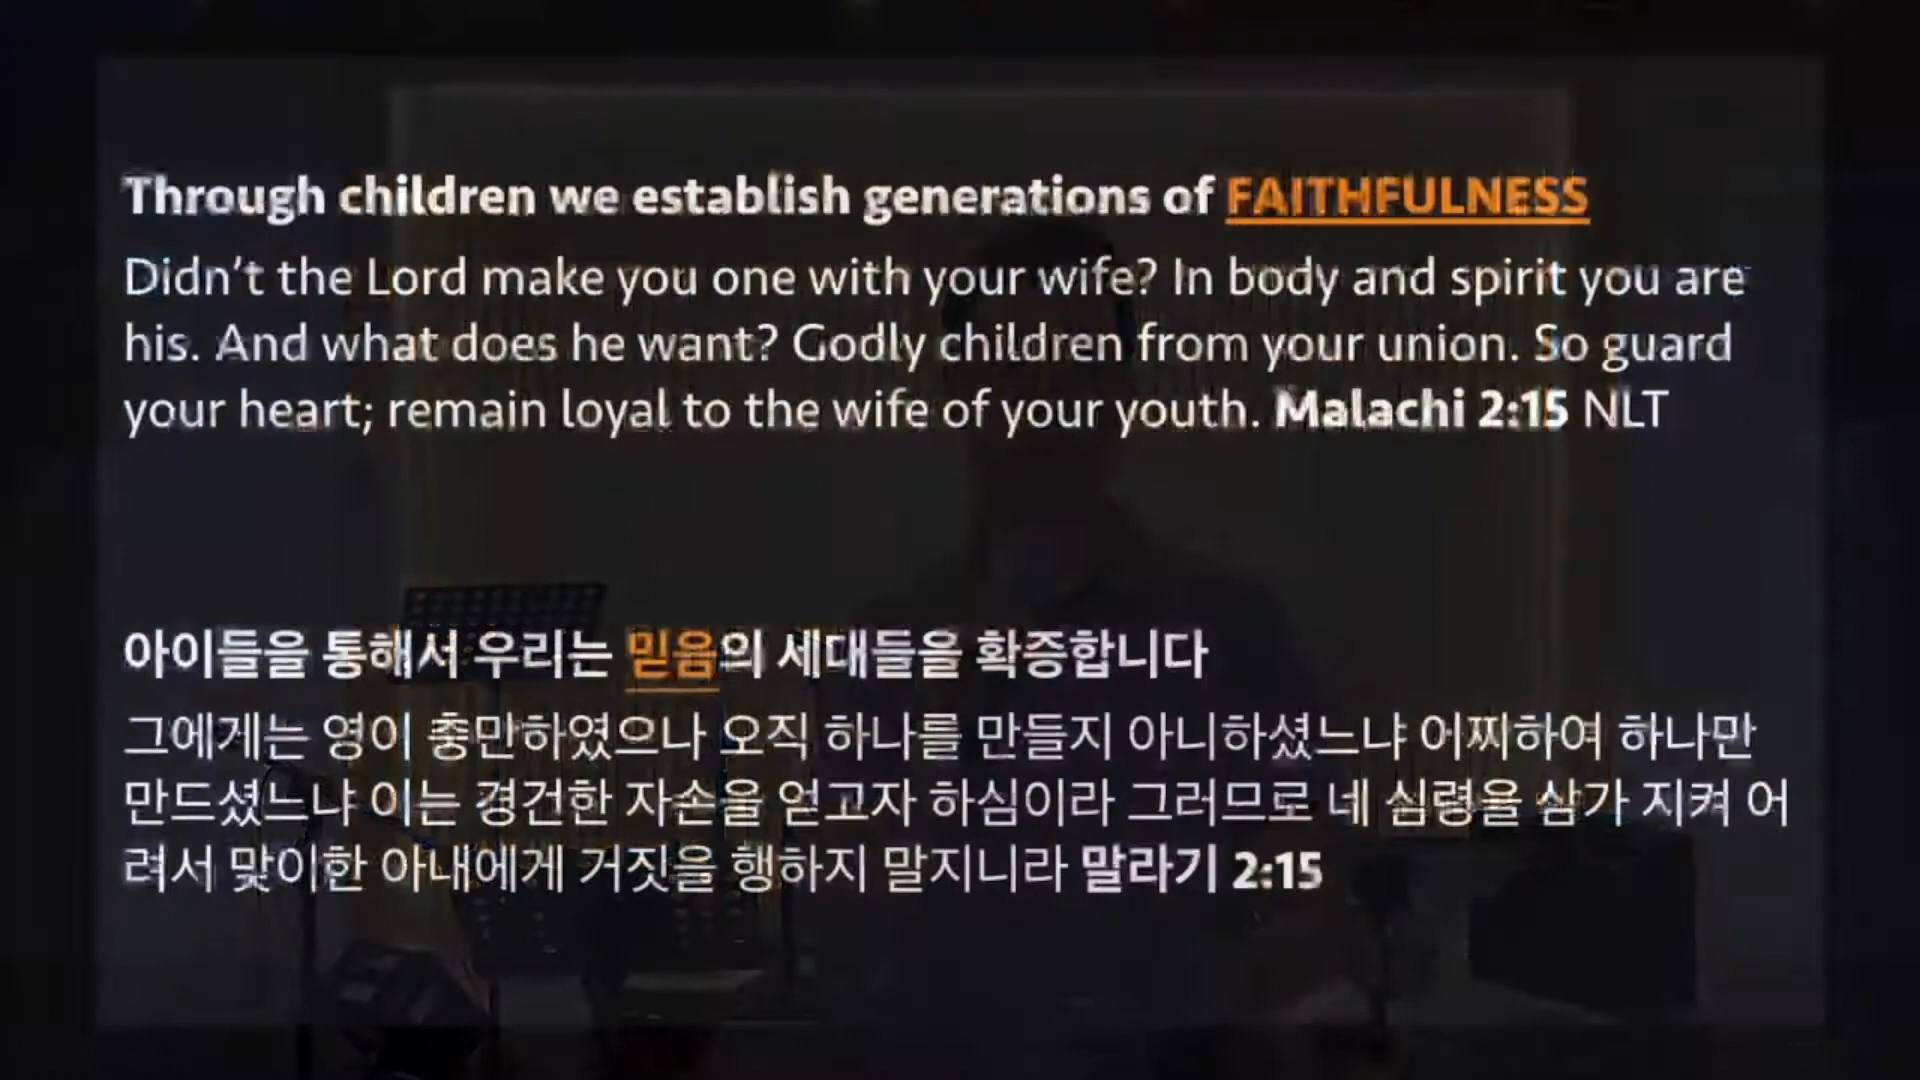 Through children we establish generations of FAITHFULNESS
Didn’t the Lord make you one with your wife? In body and spirit you are
his. And what does he want? Godly children from your union. So guard
your heart; remain loyal to the wife of your youth. Malachi 2:15 NLT
아이들을 통해서 우리는 믿음의 세대들을 확증합니다
그에게는 영이 충만하였으나 오직 하나를 만들지 아니하셨느냐 어찌하여 하나만
만드셨느냐 이는 경건한 자손을 얻고자 하심이라 그러므로 네 심령을 삼가 지켜 어
려서 맞이한 아내에게 거짓을 행하지 말지니라 말라기 2:15